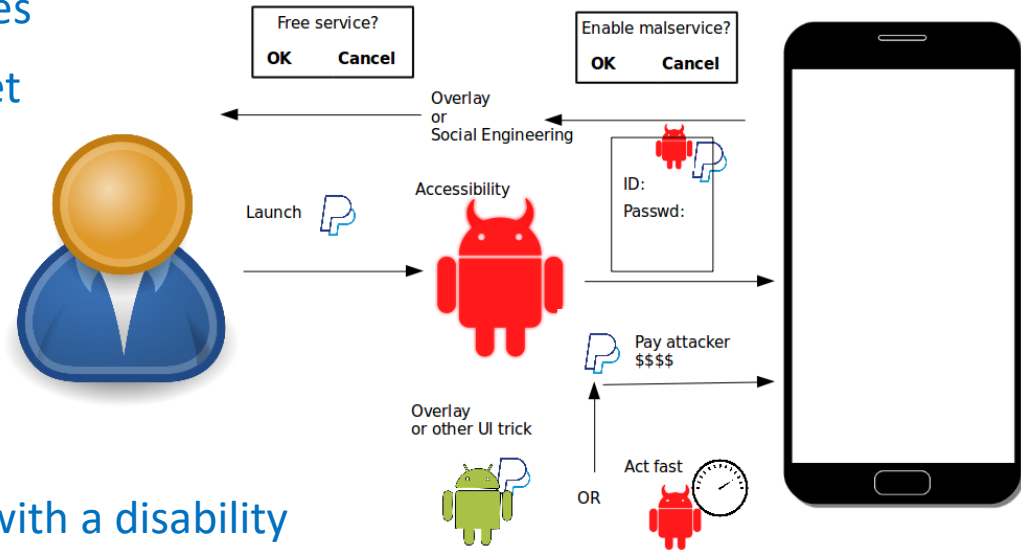 es
et
Free service?
OK Cancel
Enable malservice?
OK Cancel
Overlay
or
Social Engineering
Launch
Accessibility
ID:
Passwd:
Pay attacker
$$$$
Overlay
or other UI trick
OR
Act fast
with a disability